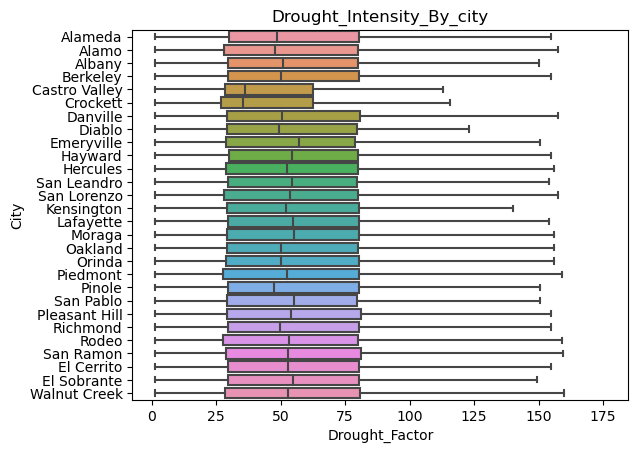 Drought_Intensity_By_city
Alameda
Alamo
Albany
Berkeley
Castro Valley
Crockett
Danville
Diablo
Emeryville
Hayward
Hercules
San Leandro
San Lorenzo
Kensington
Lafayette
Moraga
Oakland
Orinda
Piedmont
Pinole
San Pablo
Pleasant Hill
Richmond
Rodeo
San Ramon
El Cerrito
El Sobrante
Walnut Creek
City
0 25 50 75 100 125 150 175
Drought_Factor